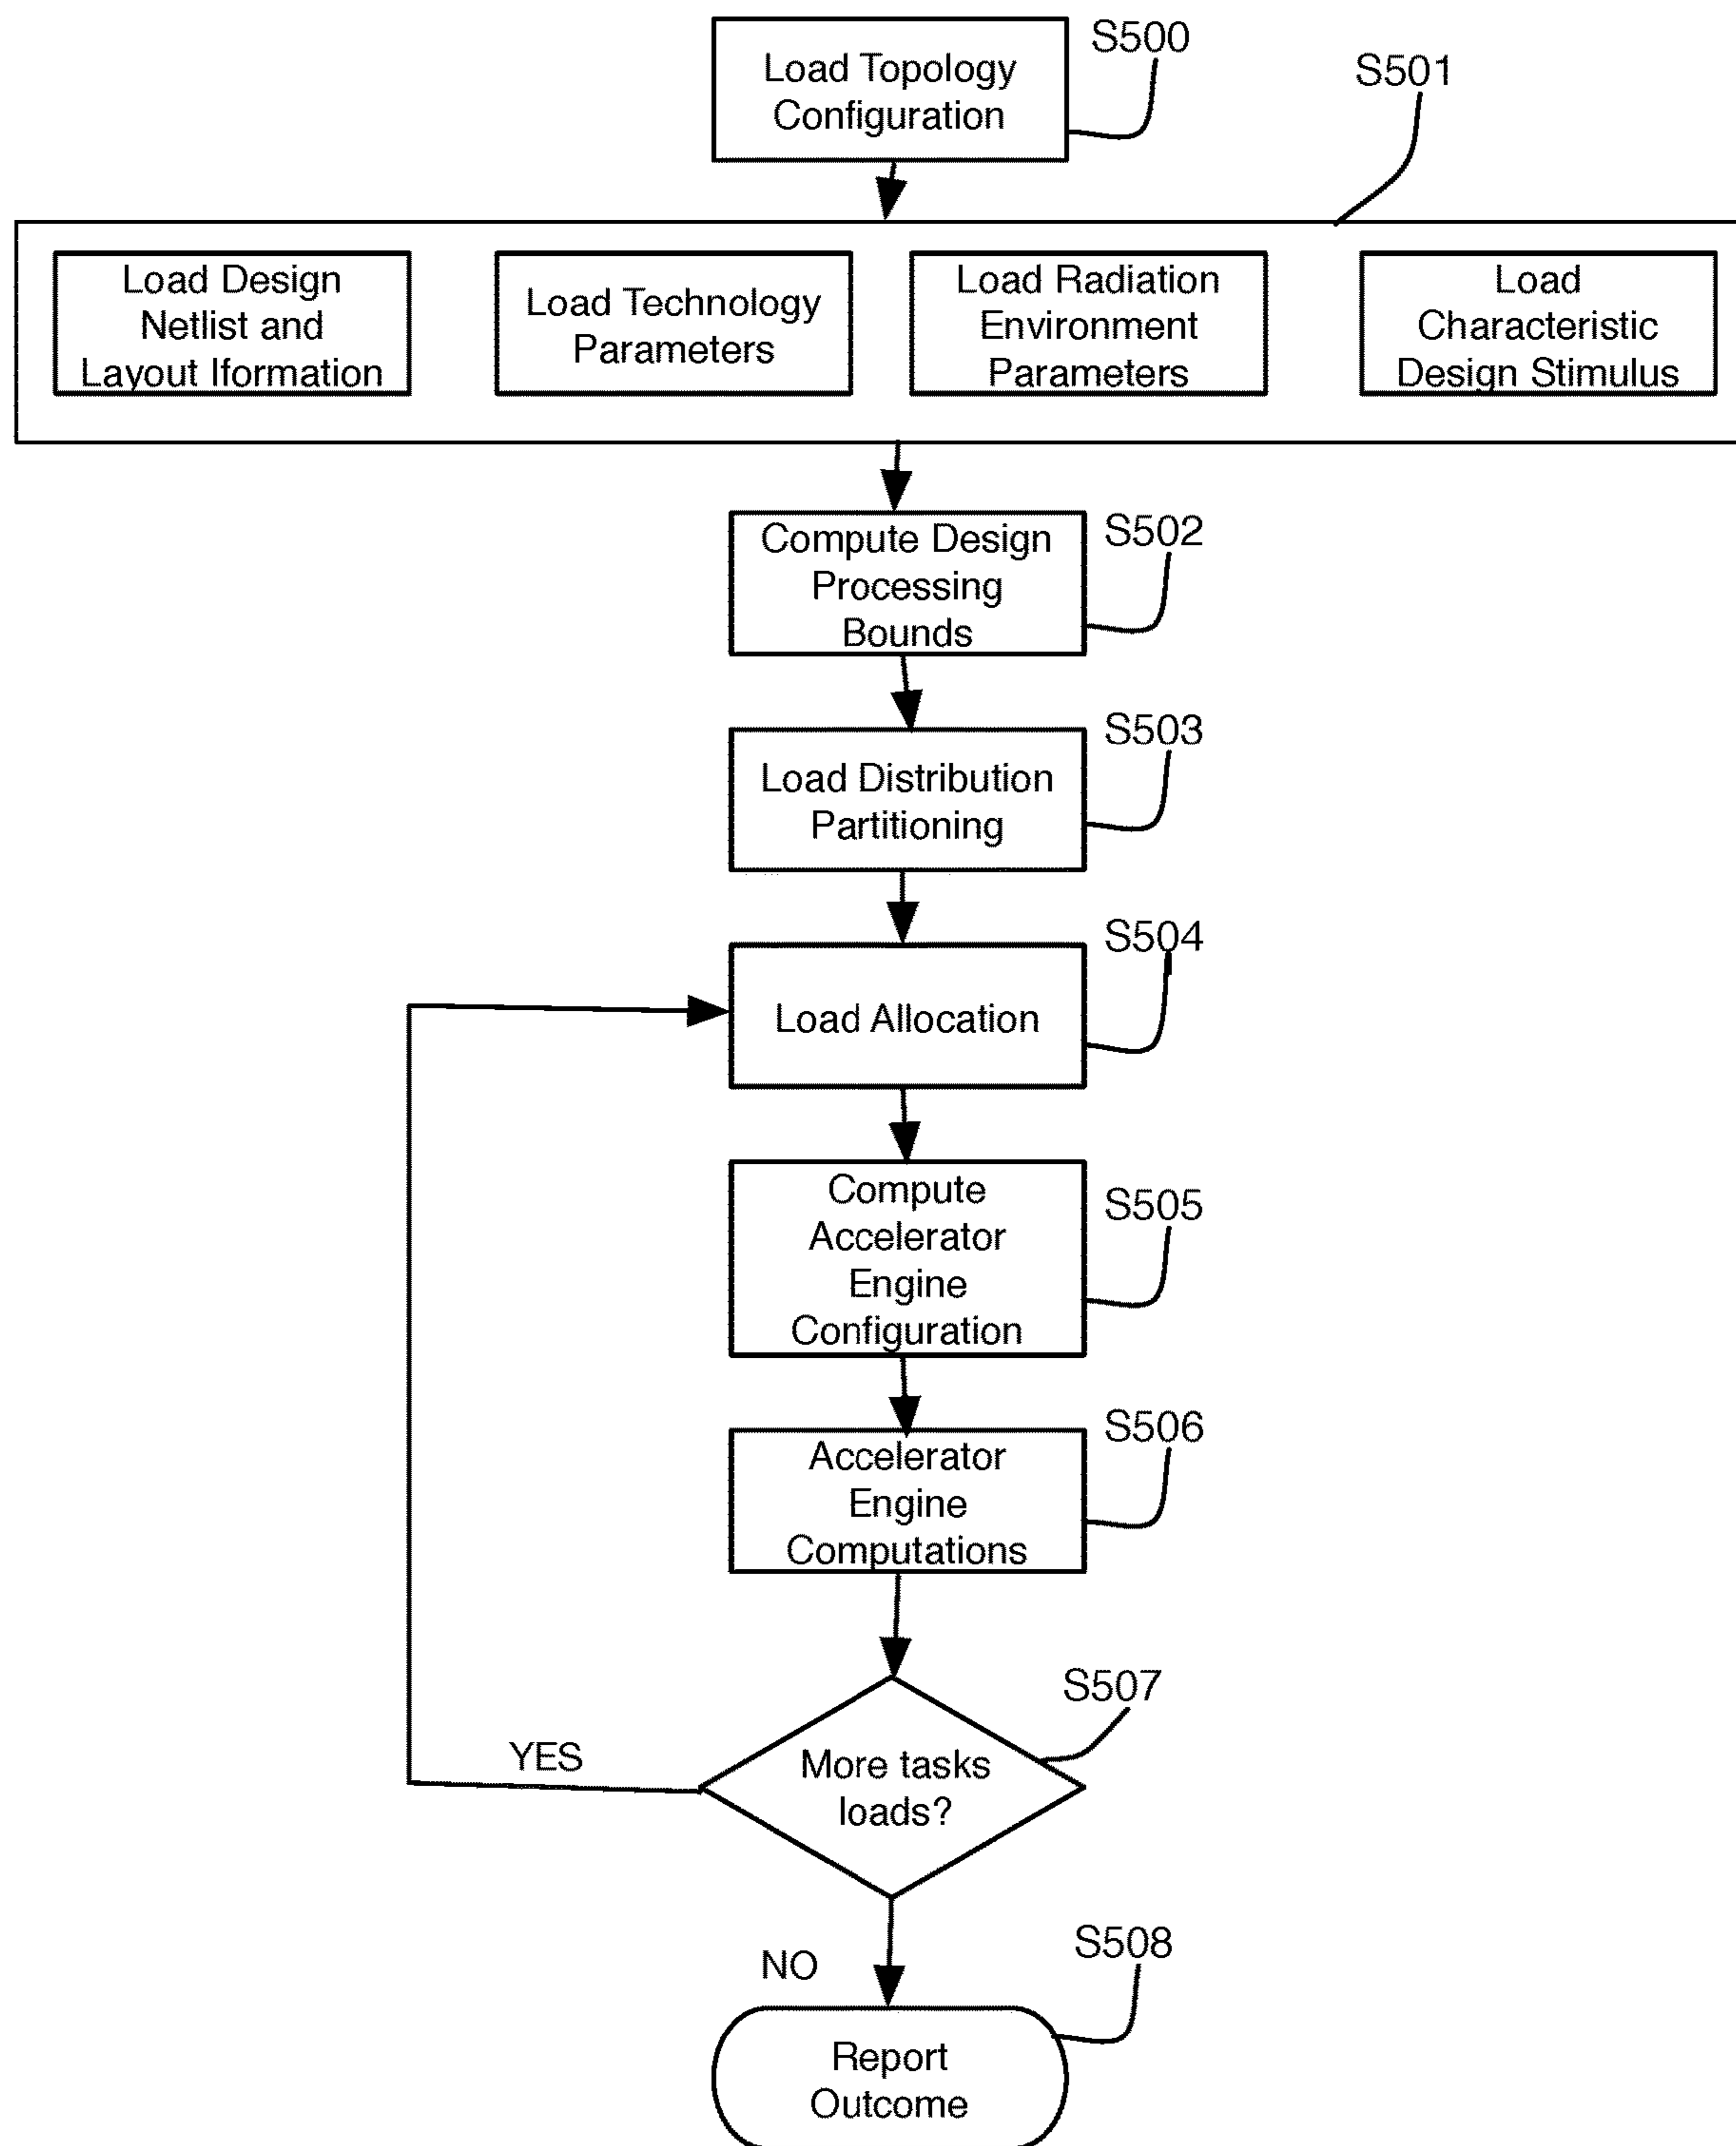 S500
Load Topology
Configuration
S501
Load Design
Netlist and
Layout Iformation
Load Technology
Parameters
Load Radiation
Environment
Parameters
Load
Characteristic
Design Stimulus
Compute Design
Processing
Bounds
S502
Load Distribution
Partitioning
S503
Load Allocation
S504
Compute
Accelerator
Engine
Configuration
S505
Accelerator
Engine
Computations
S506
More tasks
loads?
S507
YES
NO
Report
Outcome
S508